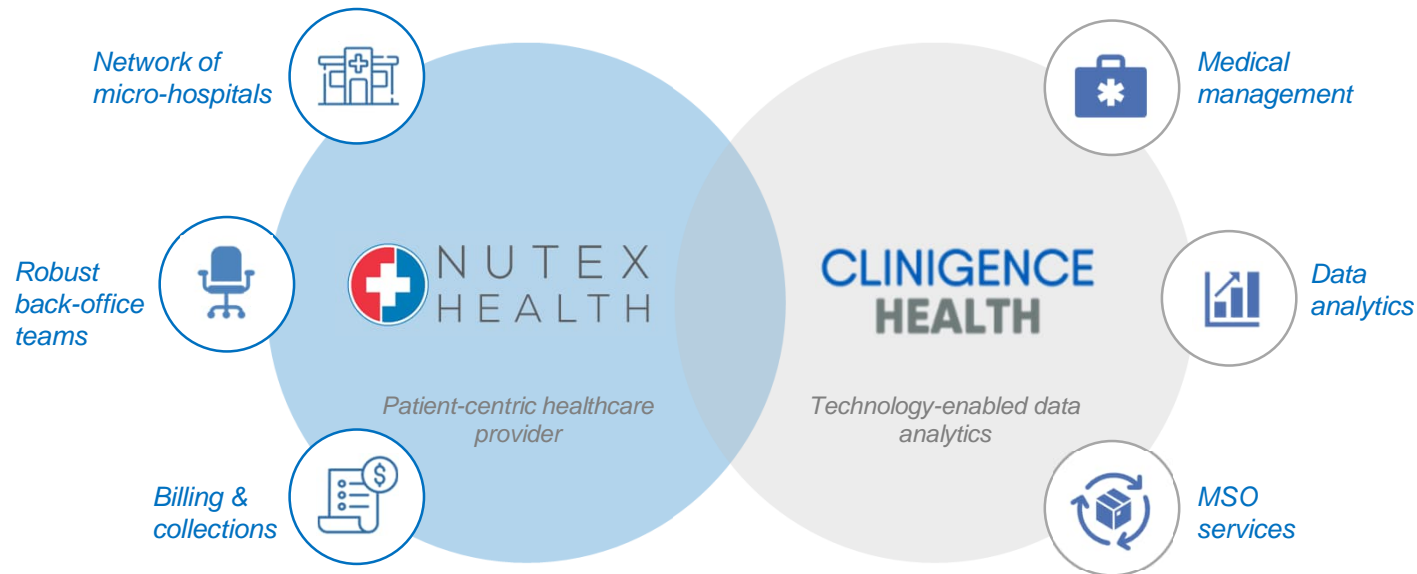 Network of
micro-hospitals
Robust
back-office
teams
Billing &
collections
NUTEX
HEALTH
Patient-centric healthcare
provider
CLINIGENCE
HEALTH
Technology-enabled data
analytics
Medical
management
Data
analytics
MSO
services
$